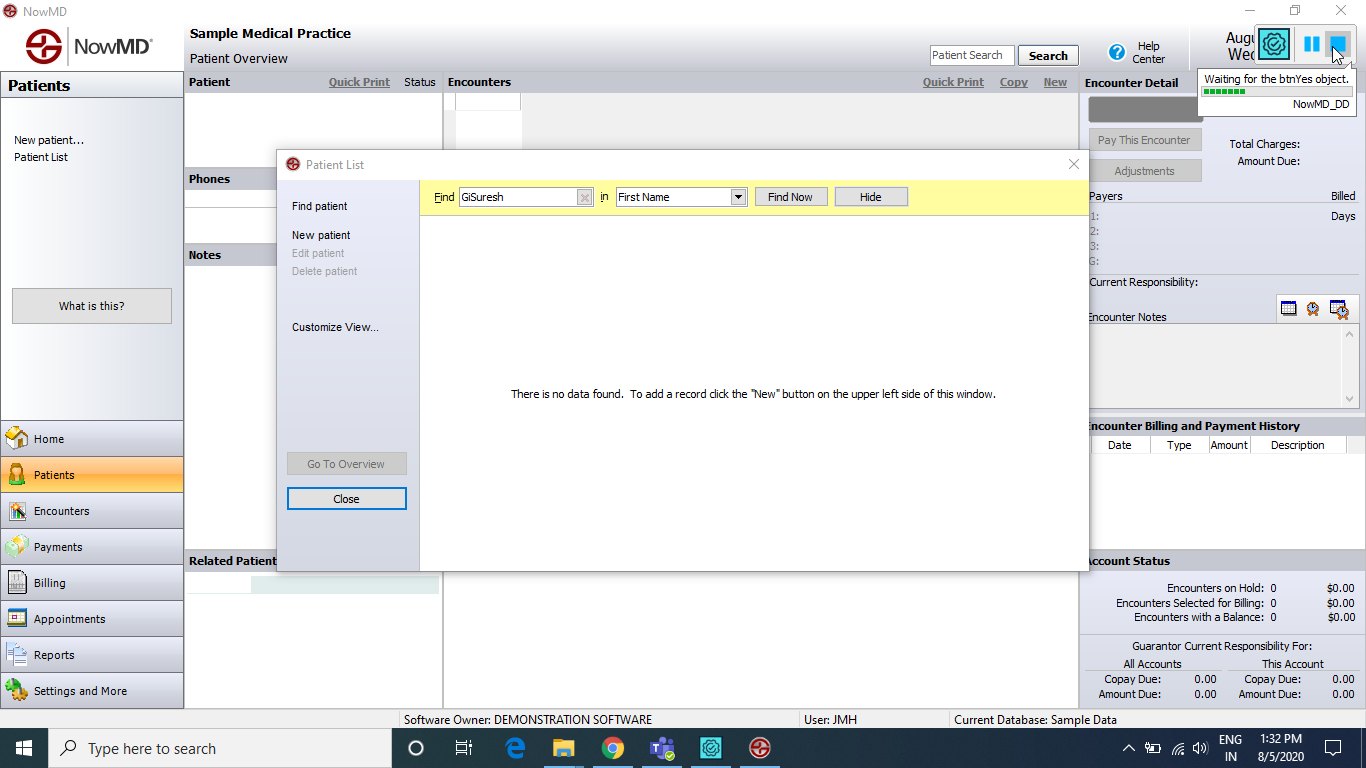 NowMD
NowMD®
Sample Medical Practice
Patient Overview
Patient Search
Search
Help
Center
Patients
New patient...
Patient List
What is this?
Home
Patients
Encounters
Payments
Billing
Appointments
Reports
Settings and More
Patient
Quick Print
Status
Phones
Notes
Encounters
Quick Print
Copy
New
Encounter Detail
Waiting for the btnYes object.
NowMD_DD
Pay This Encounter
Adjustments
Total Charges:
Amount Due:
Payers
Billed
1:
Days
2:
3:
G:
Current Responsibility:
Encounter Notes
Patient List
Find GiSuresh in First Name Find Now Hide
Find patient
New patient
Edit patient
Delete patient
Customize View...
Go To Overview
Close
There is no data found. To add a record click the "New" button on the upper left side of this window.
Encounter Billing and Payment History
Date Type Amount Description
Account Status
Encounters on Hold: 0 $0.00
Encounters Selected for Billing: 0 $0.00
Encounters with a Balance: 0 $0.00
Guarantor Current Responsibility For:
All Accounts This Account
Copay Due: 0.00 Copay Due: 0.00
Amount Due: 0.00 Amount Due: 0.00
Software Owner: DEMONSTRATION SOFTWARE
User: JMH
Current Database: Sample Data
Type here to search
ENG
IN
1:32 PM
8/5/2020